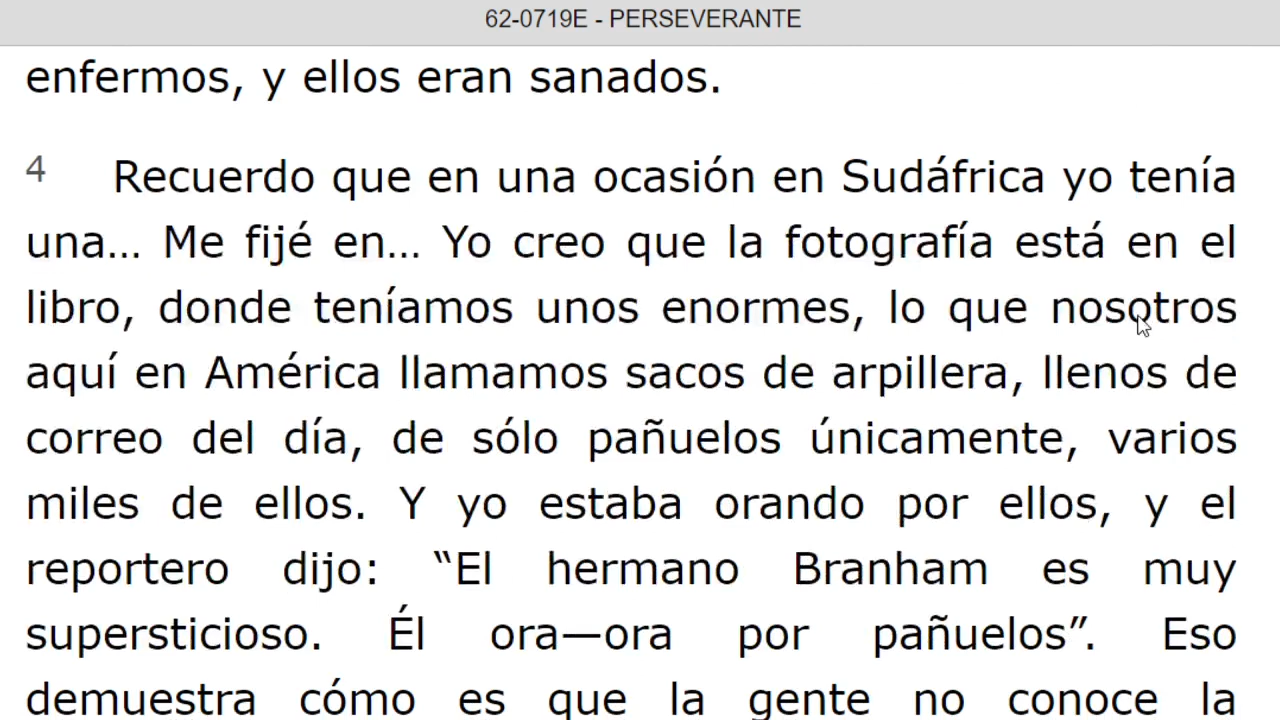 62-0719E - PERSEVERANTE
enfermos, y ellos eran sanados.
4 Recuerdo que en una ocasión en Sudáfrica yo tenía
una… Me fijé en… Yo creo que la fotografía está en el
libro, donde teníamos unos enormes, lo que nosotros
aquí en América llamamos sacos de arpillera, llenos de
correo del día, de sólo pañuelos únicamente, varios
miles de ellos. Y yo estaba orando por ellos, y el
reportero dijo: “El hermano Branham es muy
supersticioso. Él ora—ora por pañuelos”. Eso
demuestra cómo es que la gente no conoce la